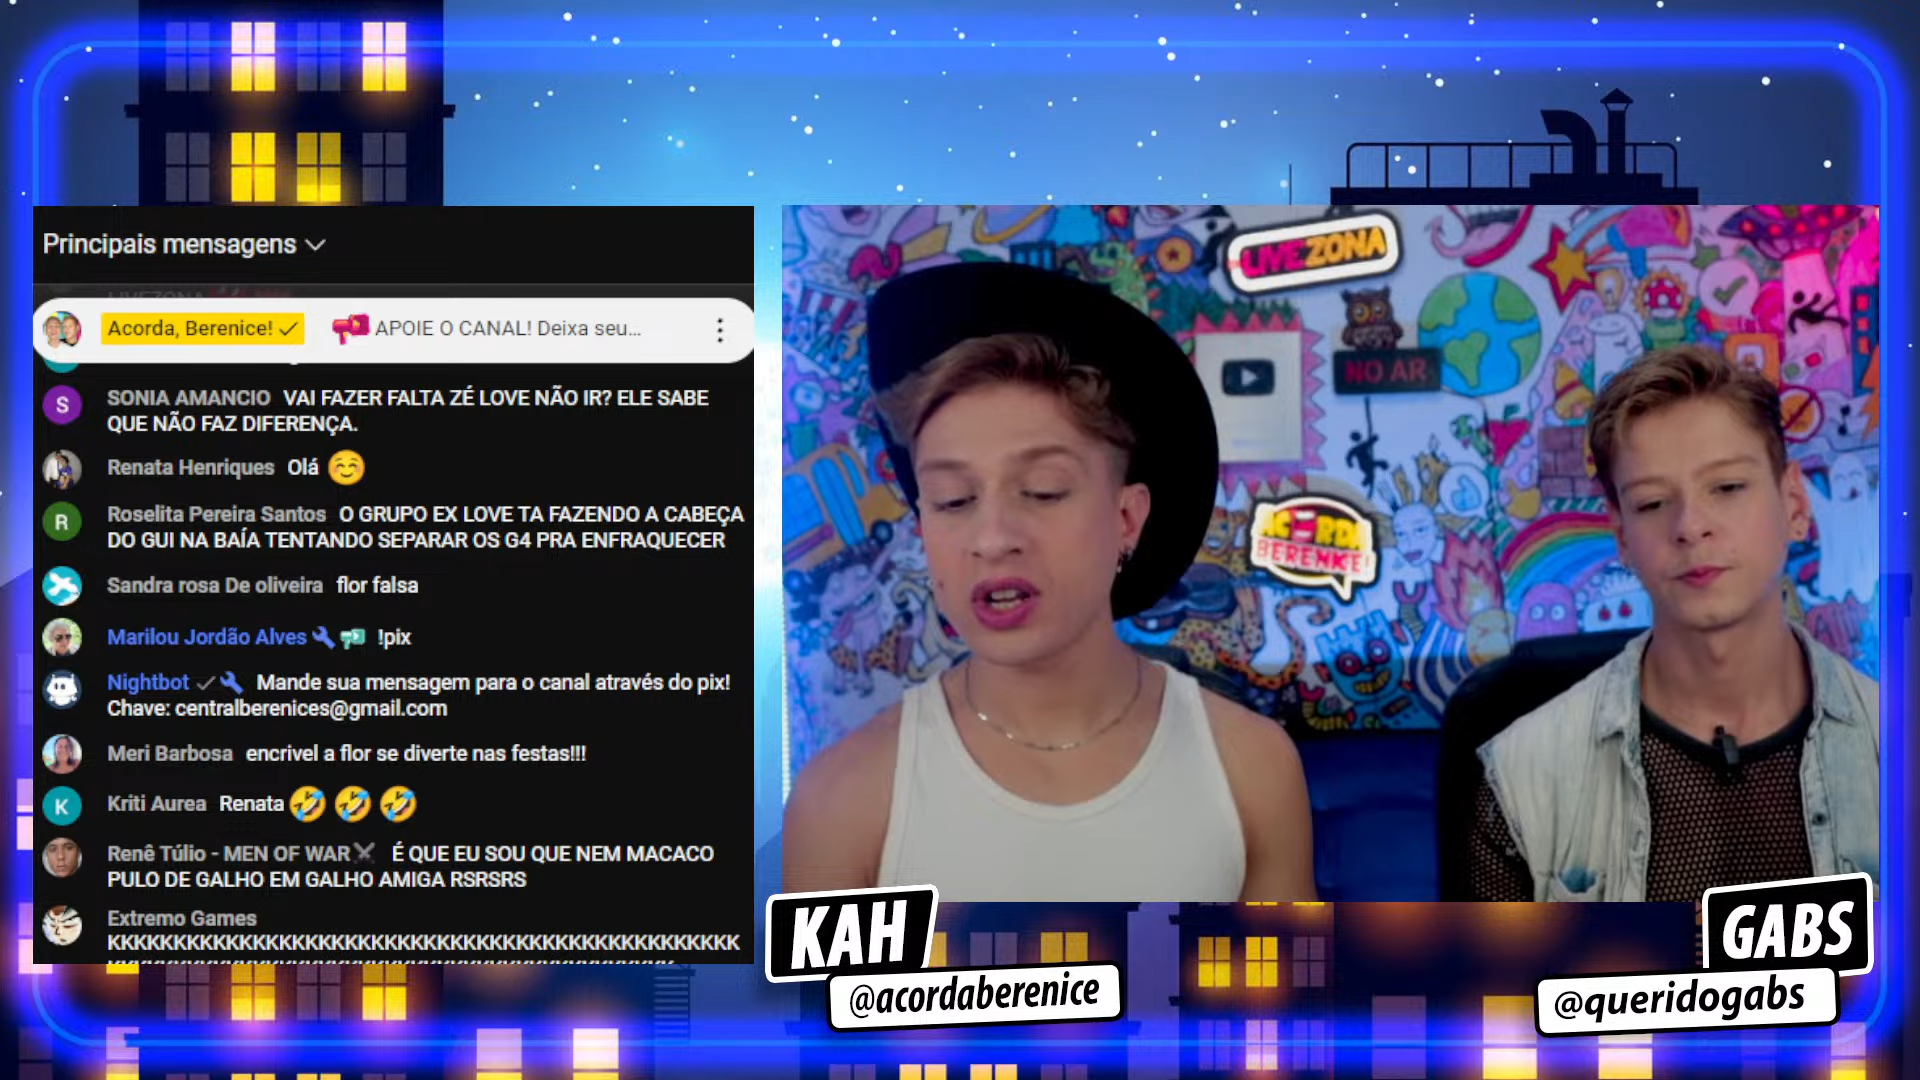 Principais mensagens
Acorda, Berenice! APOIE O CANAL! Deixa seu...
SONIA AMANCIO VAI FAZER FALTA ZÉ LOVE NÃO IR? ELE SABE
QUE NÃO FAZ DIFERENÇA.
Renata Henriques Olá
Roselita Pereira Santos O GRUPO EX LOVE TA FAZENDO A CABEÇA
DO GUI NA BAÍA TENTANDO SEPARAR OS G4 PRA ENFRAQUECER
Sandra rosa De oliveira flor falsa
Marilou Jordão Alves !pix
Nightbot Mande sua mensagem para o canal através do pix!
Chave: centralberenices@gmail.com
Meri Barbosa encrivel a flor se diverte nas festas!!!
Kriti Aurea Renata
Renê Túlio - MEN OF WAR É QUE EU SOU QUE NEM MACACO
PULO DE GALHO EM GALHO AMIGA RSRSRS
Extremo Games
KKKKKKKKKKKKKKKKKKKKKKKKKKKKKKKKKKKKKKKKKKKKKKKK
S
R
K
LIVEZONA
NO AR
ACORDA
BERENICE!
KAH
@acordaberenice
GABS
@queridogabs